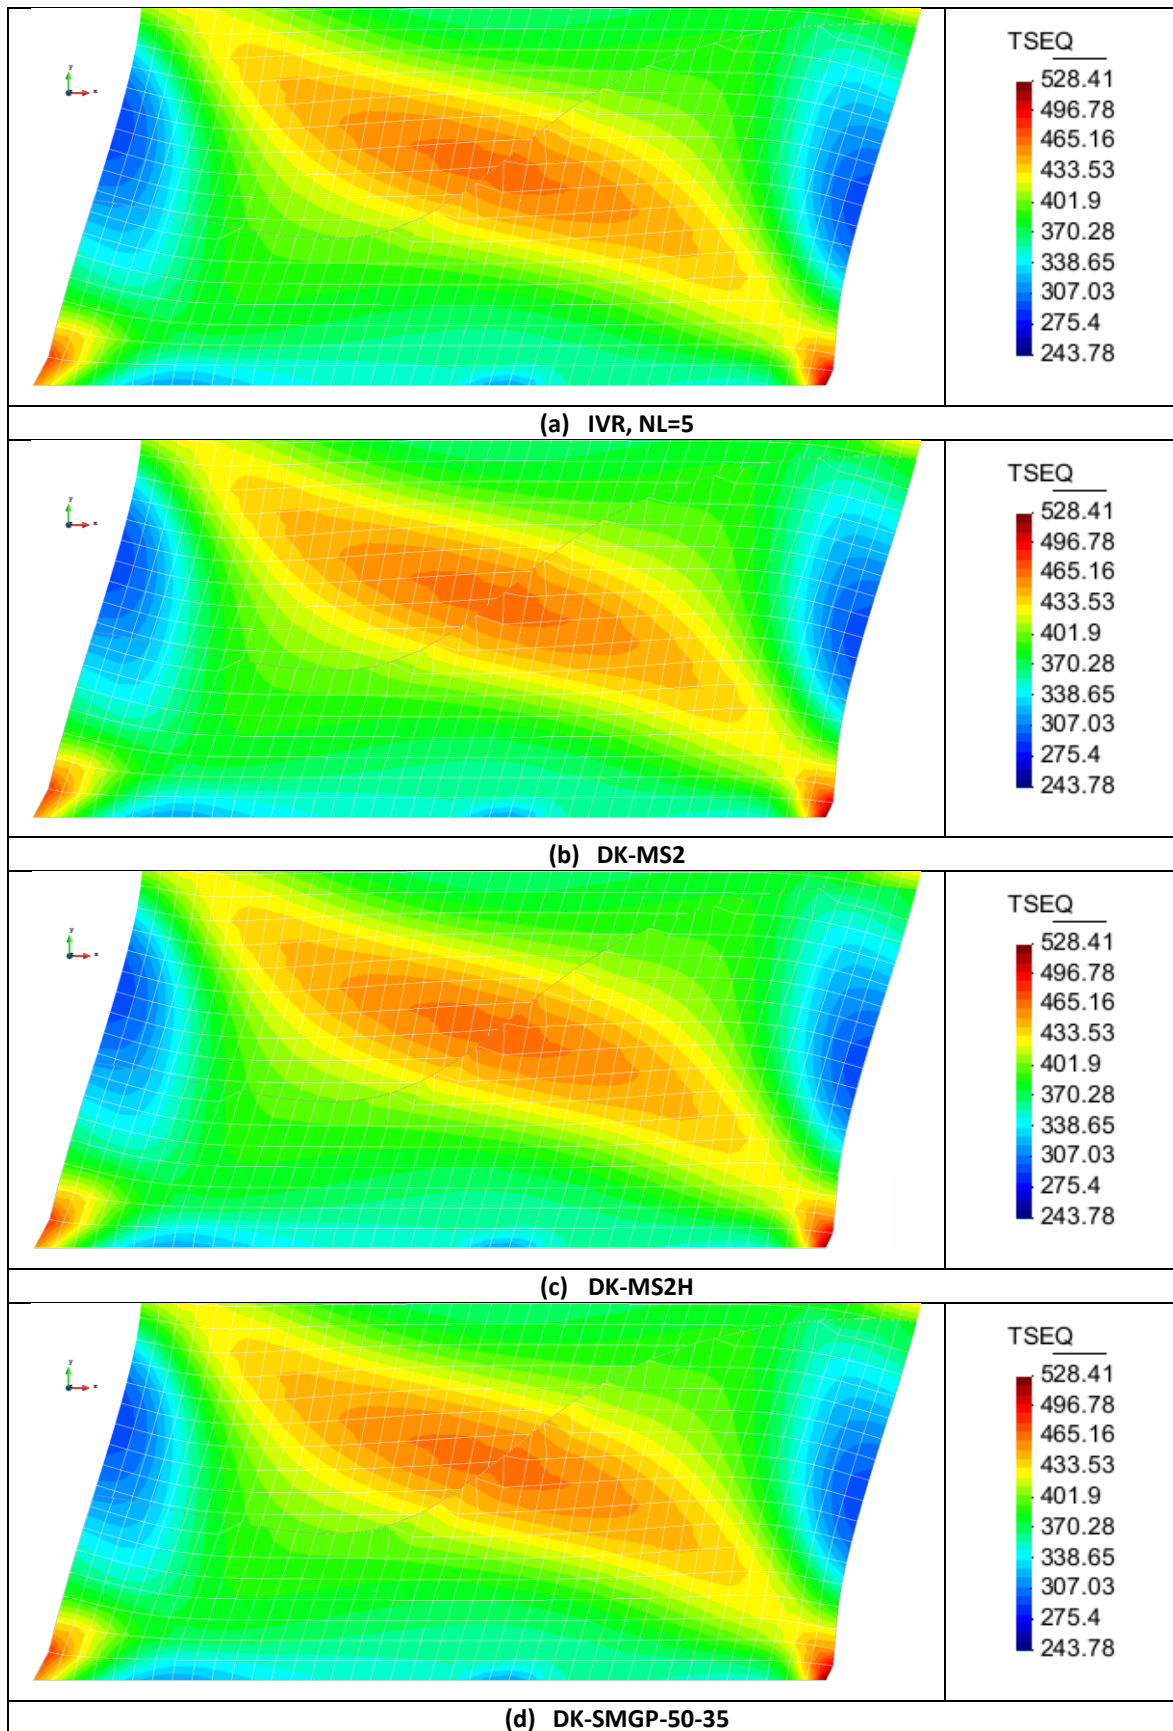 y
x
TSEQ
528.41
496.78
465.16
433.53
401.9
370.28
338.65
307.03
275.4
243.78
(a) IVR, NL=5
y
x
TSEQ
528.41
496.78
465.16
433.53
401.9
370.28
338.65
307.03
275.4
243.78
(b) DK-MS2
y
x
TSEQ
528.41
496.78
465.16
433.53
401.9
370.28
338.65
307.03
275.4
243.78
(c) DK-MS2H
y
x
TSEQ
528.41
496.78
465.16
433.53
401.9
370.28
338.65
307.03
275.4
243.78
(d) DK-SMGP-50-35